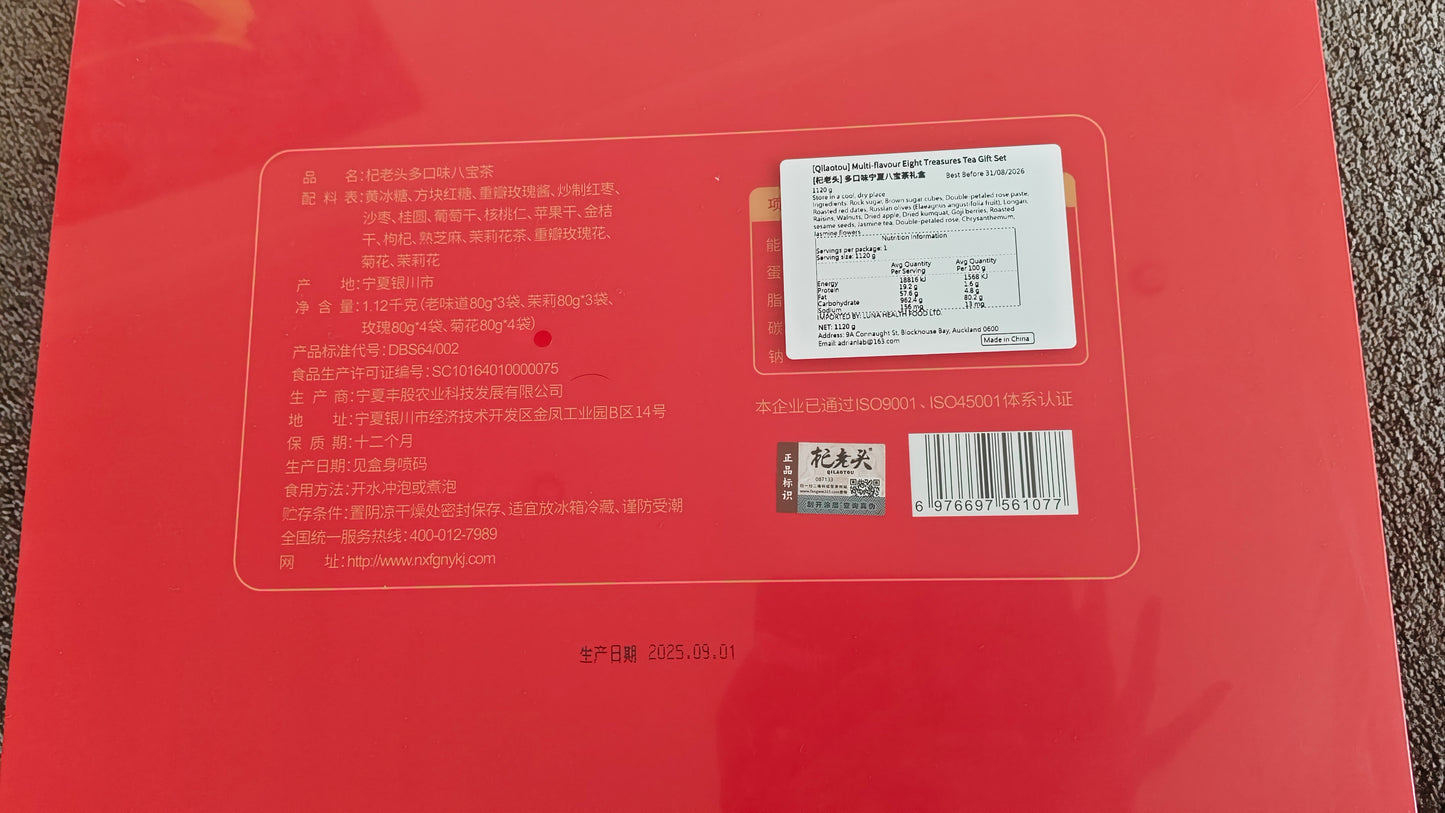 品 名:杞老头多口味八宝茶
配 料 表:黄冰糖、方块红糖、重瓣玫瑰酱、炒制红枣、
沙枣、桂圆、葡萄干、核桃仁、苹果干、金桔
干、枸杞、熟芝麻、茉莉花茶、重瓣玫瑰花、
菊花、茉莉花
产 地:宁夏银川市
净 含 量:1.12千克(老味道80g*3袋、茉莉80g*3袋、
玫瑰80g*4袋、菊花80g*4袋)
产品标准代号:DBS64/002
食品生产许可证编号:SC10164010000075
生 产 商:宁夏丰股农业科技发展有限公司
地 址:宁夏银川市经济技术开发区金凤工业园B区14号
保 质 期:十二个月
生产日期:见盒身喷码
食用方法:开水冲泡或煮泡
贮存条件:置阴凉干燥处密封保存、适宜放冰箱冷藏、谨防受潮
全国统一服务热线:400-012-7989
网 址:http://www.nxfgnykj.com
项
能
蛋
脂
碳
钠
[Qilaotou] Multi-flavour Eight Treasures Tea Gift Set
[杞老头] 多口味宁夏八宝茶礼盒 Best Before 31/08/2026
1120 g
Store in a cool, dry place
Ingredients: Rock sugar, Brown sugar cubes, Double-petaled rose paste,
Roasted red dates, Russian olives (Elaeagnus angustifolia fruit), Longan,
Raisins, Walnuts, Dried apple, Dried kumquat, Goji berries, Roasted
sesame seeds, Jasmine tea, Double-petaled rose, Chrysanthemum,
Jasmine flowers
Nutrition Information
Servings per package: 1
Serving size: 1120 g
Avg Quantity Per Serving Avg Quantity Per 100 g
Energy 18816 kJ 1568 KJ
Protein 19.2 g 1.6 g
Fat 57.6 g 4.8 g
Carbohydrate 962.4 g 80.2 g
Sodium 156 mg 13 mg
IMPORTED BY: LUNA HEALTH FOOD LTD.
NET: 1120 g
Address: 9A Connaught St, Blockhouse Bay, Auckland 0600
Email: adrianlab@163.com Made in China
本企业已通过ISO9001、ISO45001体系认证
正品标识
杞老头
QILAOTOU
087133
刮开涂层 查询真伪
6 976697 561077
生产日期 2025.09.01